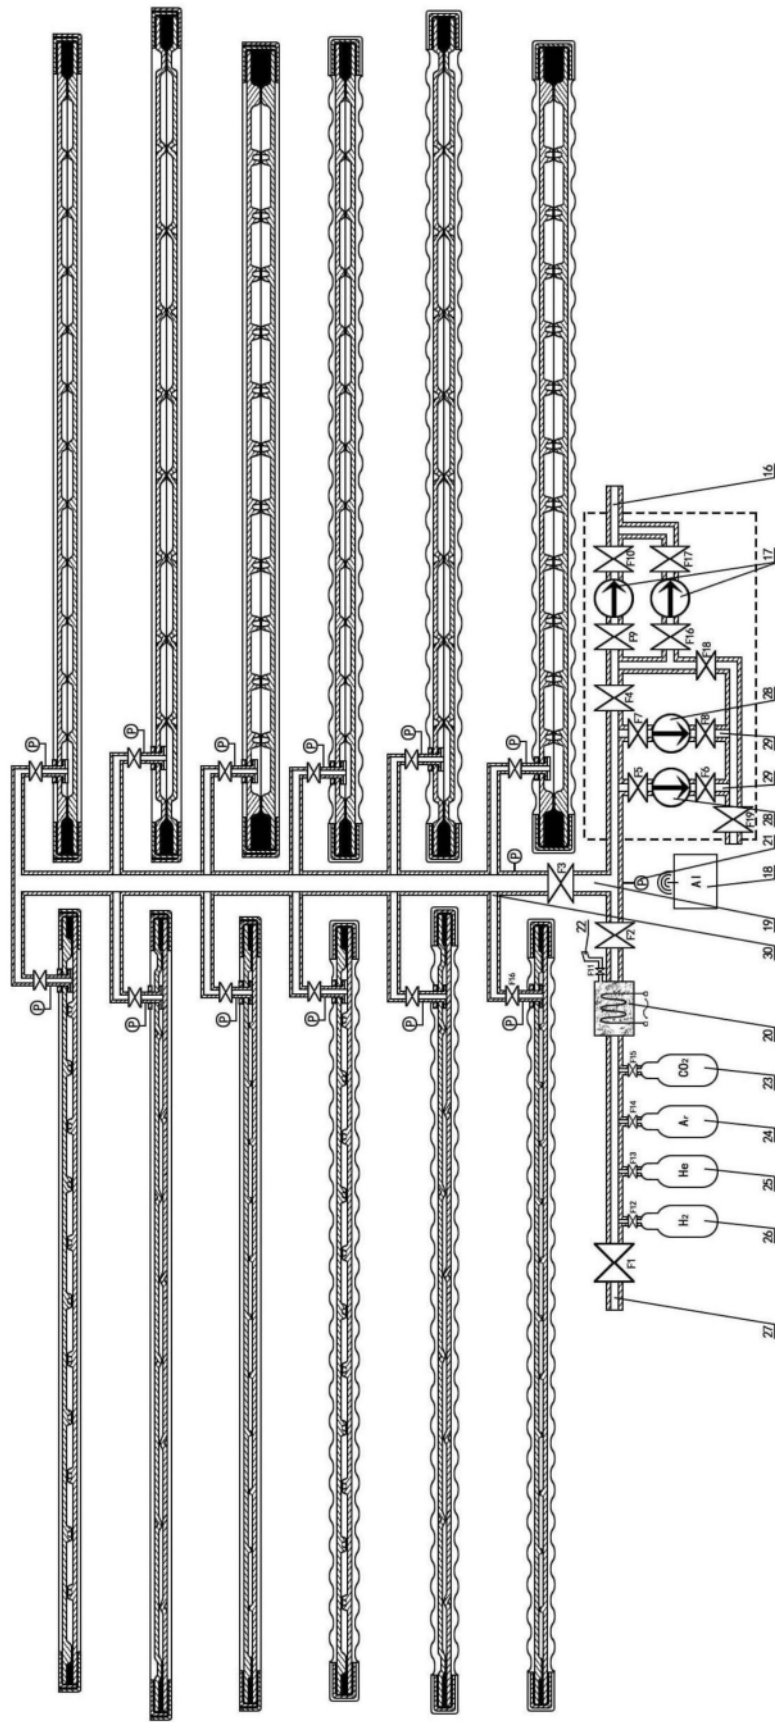 P P
P P
P P
P P
P P
P F16 P P
F3
22
F11
F1 F2 F4 F9 F10
F12 F13 F14 F15 P F5 F7
H₂ He Ar CO₂ AI F6 F8 F16 F17
F18
F19
27 26 25 24 23 20 30 19 18 21 28 29 29 28 17 16